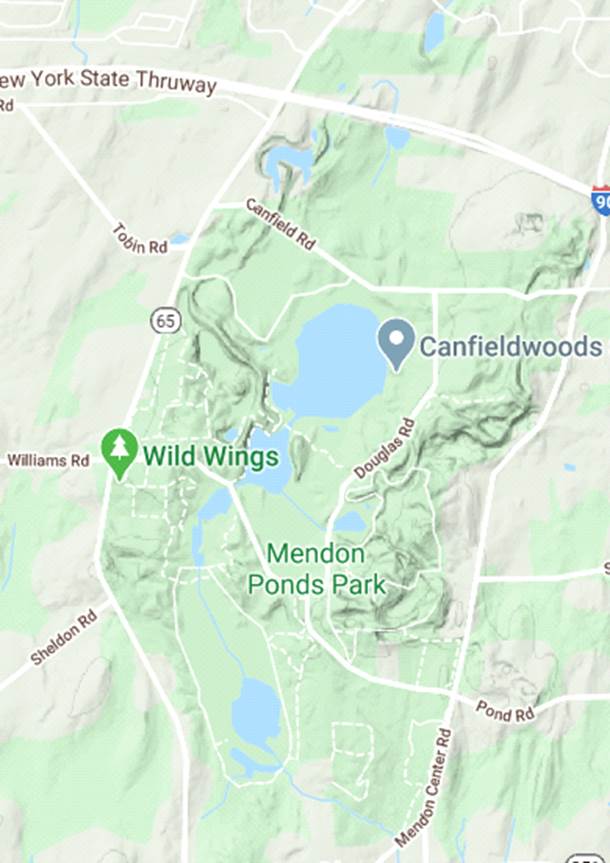 ew York State Thruway
Rd
90
Canfield Rd
Tobin Rd
65
Canfieldwoods
Williams Rd
Wild Wings
Douglas Rd
Mendon
Ponds Park
Sheldon Rd
Pond Rd
Mendon Center Rd